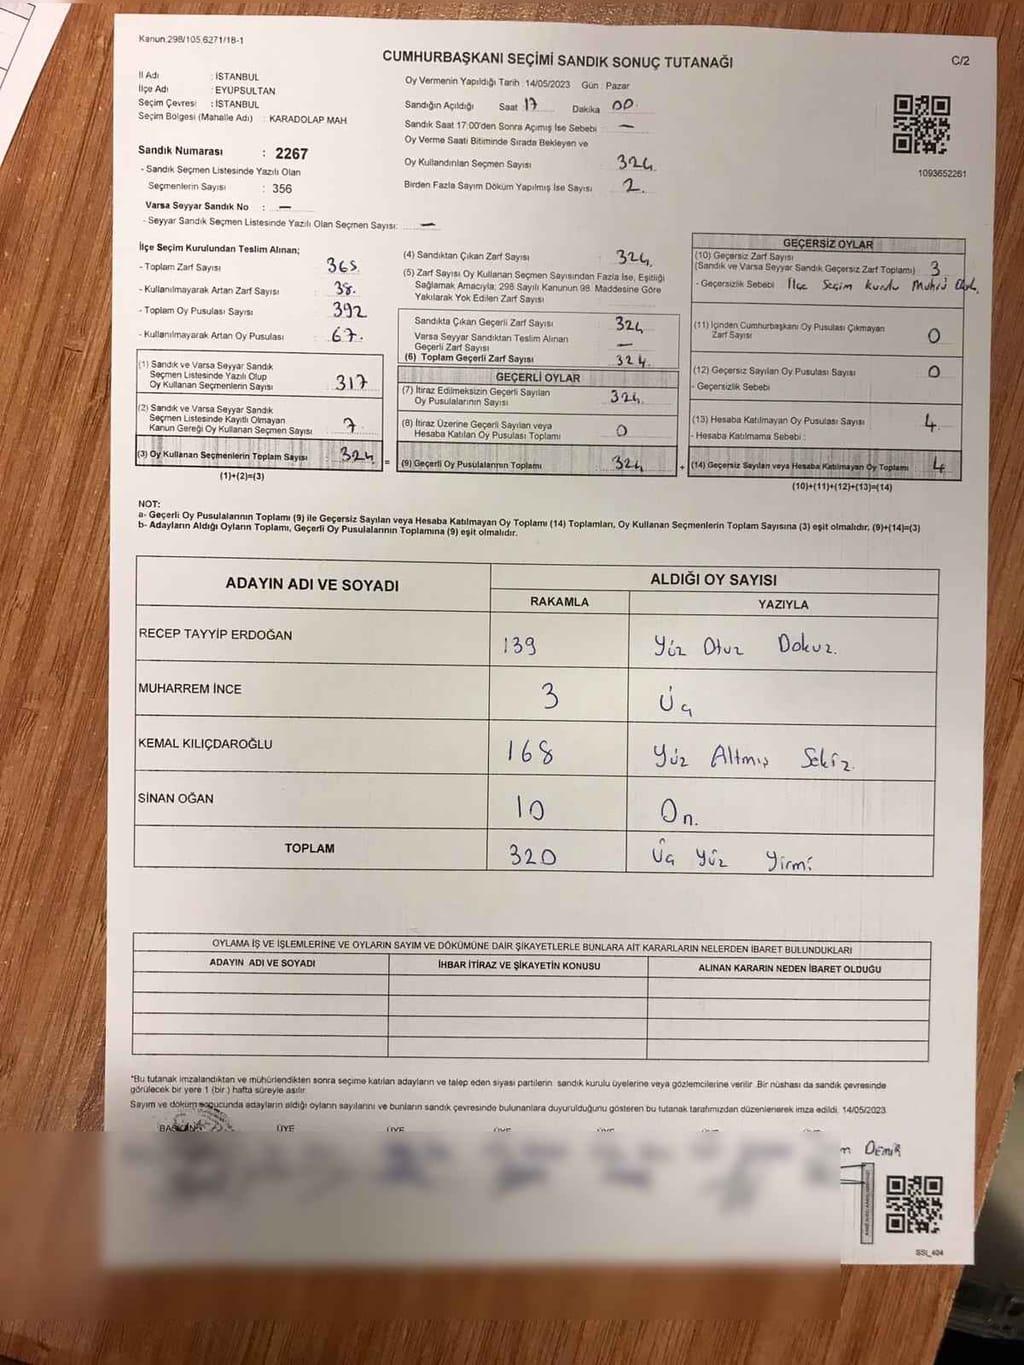 Kanun.298/105,6271/18-1
CUMHURBAŞKANI SEÇİMİ SANDIK SONUÇ TUTANAĞI
C/2
İl Adı : İSTANBUL
İlçe Adı : EYÜPSULTAN
Seçim Çevresi : İSTANBUL
Seçim Bölgesi (Mahalle Adı) : KARADOLAP MAH
Oy Vermenin Yapıldığı Tarih : 14/05/2023 Gün : Pazar
Sandığın Açıldığı Saat 17 Dakika 00
Sandık Saat 17:00'den Sonra Açımış İse Sebebi : —
Oy Verme Saati Bitiminde Sırada Bekleyen ve
Oy Kullandırılan Seçmen Sayısı 324
Birden Fazla Sayım Döküm Yapılmış İse Sayısı : 2.
1093652261
Sandık Numarası : 2267
- Sandık Seçmen Listesinde Yazılı Olan
Seçmenlerin Sayısı : 356
Varsa Seyyar Sandık No : —
- Seyyar Sandık Seçmen Listesinde Yazılı Olan Seçmen Sayısı: —
İlçe Seçim Kurulundan Teslim Alınan;
- Toplam Zarf Sayısı : 365
- Kullanılmayarak Artan Zarf Sayısı : 38.
- Toplam Oy Pusulası Sayısı : 392
- Kullanılmayarak Artan Oy Pusulası : 67.
(1) Sandık ve Varsa Seyyar Sandık
Seçmen Listesinde Yazılı Olup
Oy Kullanan Seçmenlerin Sayısı : 317
(2) Sandık ve Varsa Seyyar Sandık
Seçmen Listesinde Kayıtlı Olmayan
Kanun Gereği Oy Kullanan Seçmen Sayısı : 7
(3) Oy Kullanan Seçmenlerin Toplam Sayısı : 324
(1)+(2)=(3)
(4) Sandıktan Çıkan Zarf Sayısı : 324
(5) Zarf Sayısı Oy Kullanan Seçmen Sayısından Fazla İse, Eşitliği
Sağlamak Amacıyla; 298 Sayılı Kanunun 98. Maddesine Göre
Yakılarak Yok Edilen Zarf Sayısı
Sandıkta Çıkan Geçerli Zarf Sayısı : 324
Varsa Seyyar Sandıktan Teslim Alınan
Geçerli Zarf Sayısı : —
(6) Toplam Geçerli Zarf Sayısı : 324.
GEÇERLİ OYLAR
(7) İtiraz Edilmeksizin Geçerli Sayılan
Oy Pusulalarının Sayısı : 324
(8) İtiraz Üzerine Geçerli Sayılan veya
Hesaba Katılan Oy Pusulası Toplamı : 0
(9) Geçerli Oy Pusulalarının Toplamı : 324
GEÇERSİZ OYLAR
(10) Geçersiz Zarf Sayısı
(Sandık ve Varsa Seyyar Sandık Geçersiz Zarf Toplamı) : 3
- Geçersizlik Sebebi : İlçe Seçim Kurulu Mührü
(11) İçinden Cumhurbaşkanı Oy Pusulası Çıkmayan
Zarf Sayısı : 0
(12) Geçersiz Sayılan Oy Pusulası Sayısı : 0
- Geçersizlik Sebebi
(13) Hesaba Katılmayan Oy Pusulası Sayısı : 4.
- Hesaba Katılmama Sebebi :
(14) Geçersiz Sayılan veya Hesaba Katılmayan Oy Toplamı : 4
(10)+(11)+(12)+(13)=(14)
NOT:
a- Geçerli Oy Pusulalarının Toplamı (9) ile Geçersiz Sayılan veya Hesaba Katılmayan Oy Toplamı (14) Toplamları, Oy Kullanan Seçmenlerin Toplam Sayısına (3) eşit olmalıdır. (9)+(14)=(3)
b- Adayların Aldığı Oyların Toplamı, Geçerli Oy Pusulalarının Toplamına (9) eşit olmalıdır.
ADAYIN ADI VE SOYADI ALDIĞI OY SAYISI
RAKAMLA YAZIYLA
RECEP TAYYİP ERDOĞAN 139 Yüz Otuz Dokuz.
MUHARREM İNCE 3 Üç
KEMAL KILIÇDAROĞLU 168 Yüz Altmış Sekiz.
SİNAN OĞAN 10 On.
TOPLAM 320 Üç Yüz Yirmi
OYLAMA İŞ VE İŞLEMLERİNE VE OYLARIN SAYIM VE DÖKÜMÜNE DAİR ŞİKAYETLERLE BUNLARA AİT KARARLARIN NELERDEN İBARET BULUNDUKLARI
ADAYIN ADI VE SOYADI İHBAR İTİRAZ VE ŞİKAYETİN KONUSU ALINAN KARARIN NEDEN İBARET OLDUĞU
*Bu tutanak imzalandıktan ve mühürlendikten sonra seçime katılan adayların ve talep eden siyasi partilerin sandık kurulu üyelerine veya gözlemcilerine verilir. Bir nüshası da sandık çevresinde
görülecek bir yere 1 (bir) hafta süreyle asılır.
Sayım ve döküm sonucunda adayların aldığı oyların sayılarını ve bunların sandık çevresinde bulunanlara duyurulduğunu gösteren bu tutanak tarafımızdan düzenlenerek imza edildi. 14/05/2023
BAŞKAN ÜYE ÜYE ÜYE
DEMİR
SSİ_404